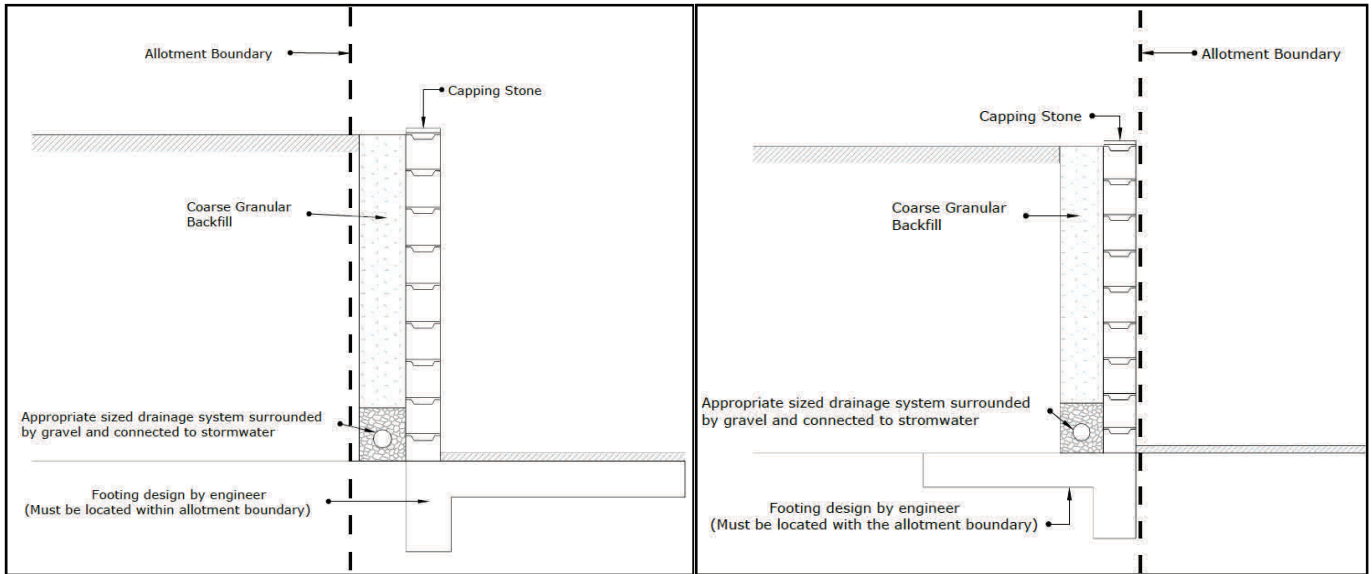 Allotment Boundary
Capping Stone
Coarse Granular
Backfill
Appropriate sized drainage system surrounded
by gravel and connected to stormwater
Footing design by engineer
(Must be located within allotment boundary)
Allotment Boundary
Capping Stone
Coarse Granular
Backfill
Appropriate sized drainage system surrounded
by gravel and connected to stromwater
Footing design by engineer
(Must be located with the allotment boundary)